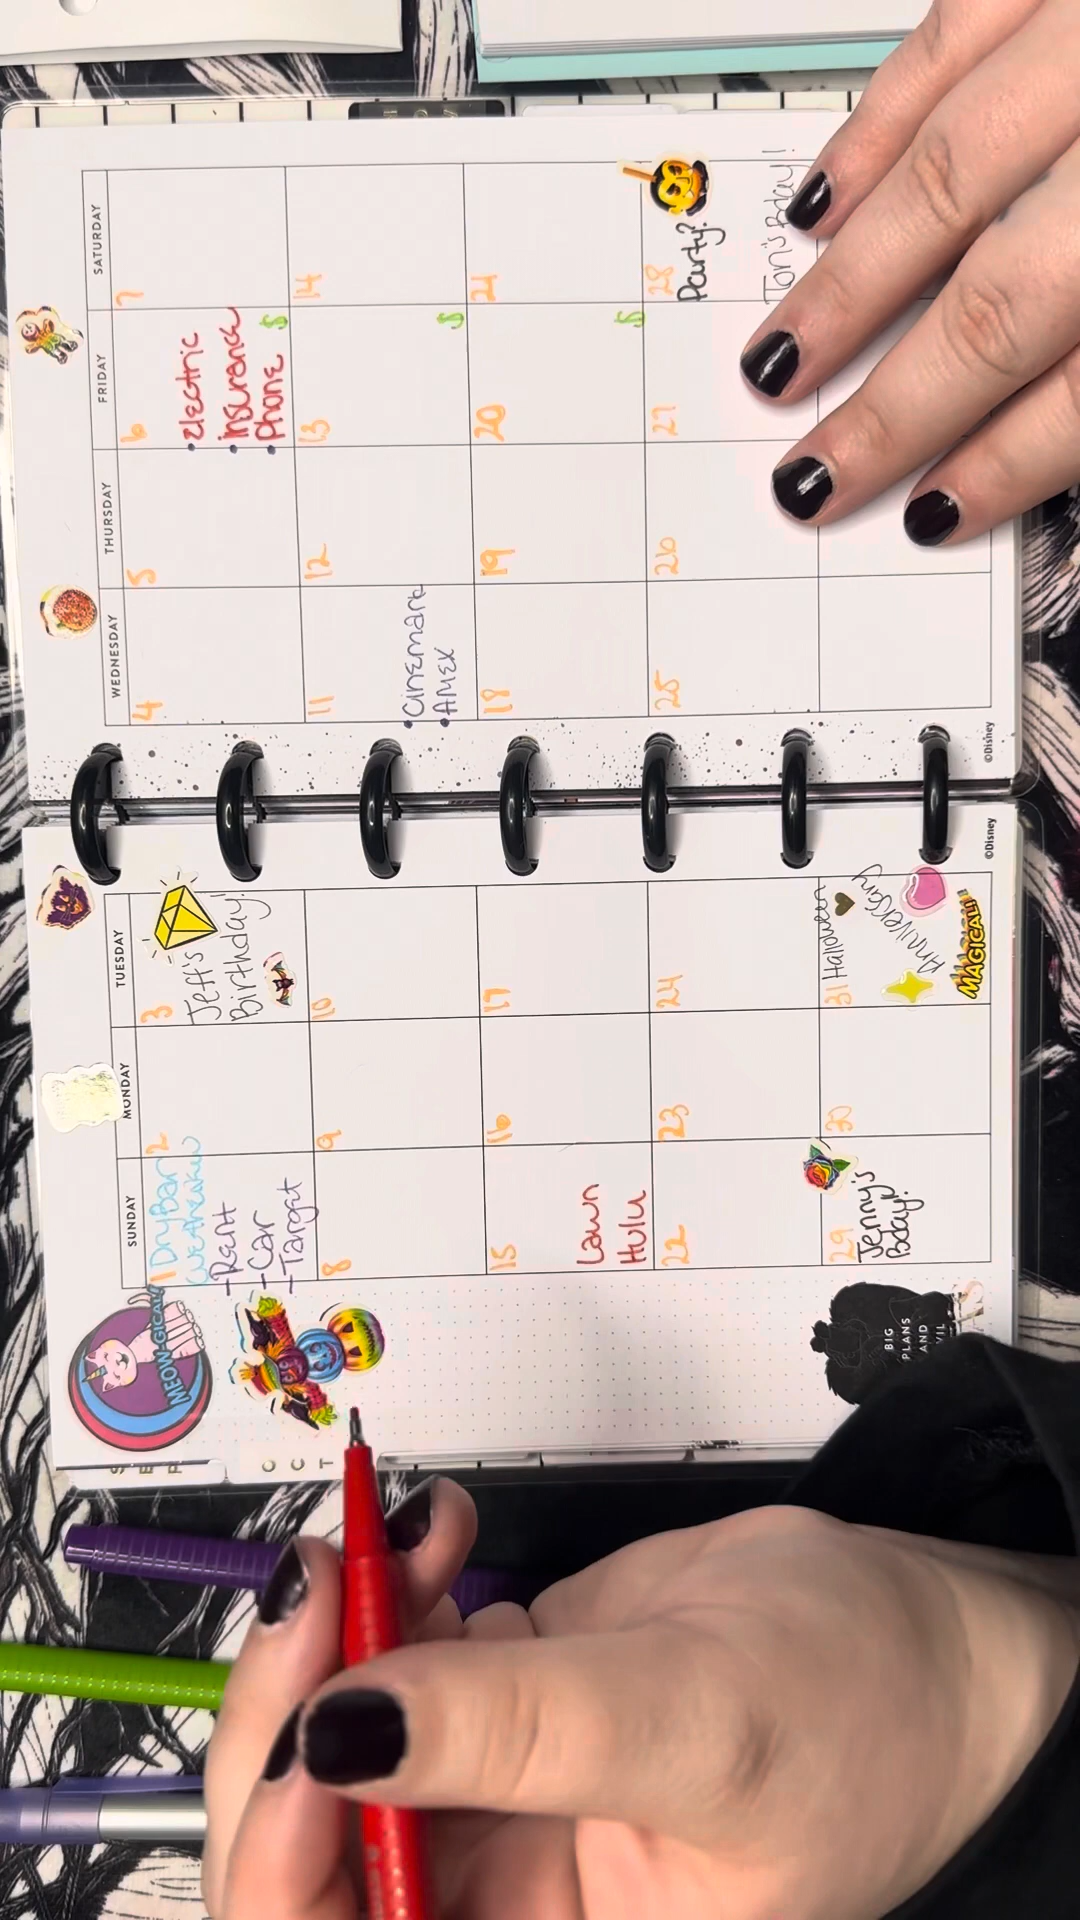 SUNDAY
MONDAY
TUESDAY
WEDNESDAY
THURSDAY
FRIDAY
SATURDAY
1 DryBar
-Rent
-Car
-Target
2
3
Jeff's
Birthday!
4
5
6
•Electric
•insurance
•Phone $
7
8
9
10
11
•Cinemark
•AMEX
12
13
$
14
15
Lawn
Hulu
16
17
18
19
20
$
21
22
23
24
25
26
27
28
Party?
Tori's Bday!
29
Jenny's
Bday!
30
31 Halloween
Anniversary
MAGICAL!
MEOW-GICAL
BIG
PLANS
AND
S
E
P
O
C
T
©Disney
©Disney